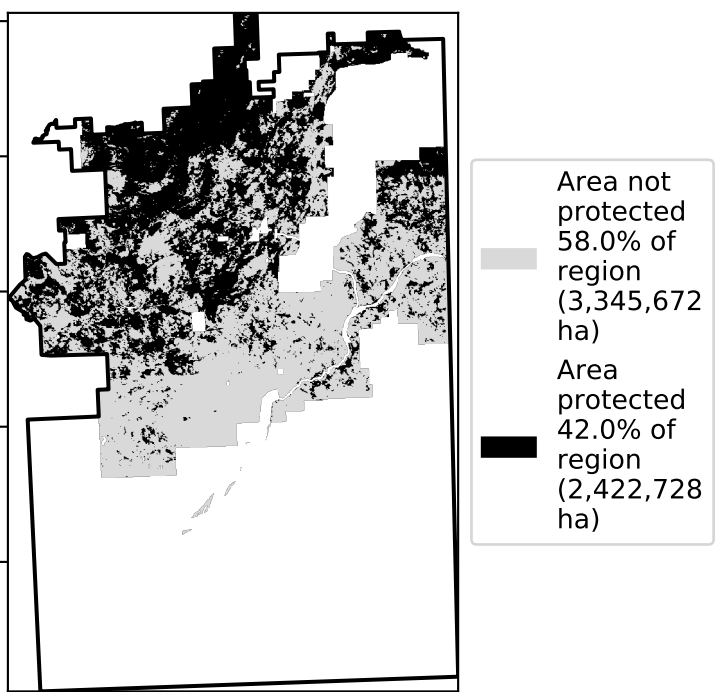 Area not
protected
58.0% of
region
(3,345,672
ha)
Area
protected
42.0% of
region
(2,422,728
ha)